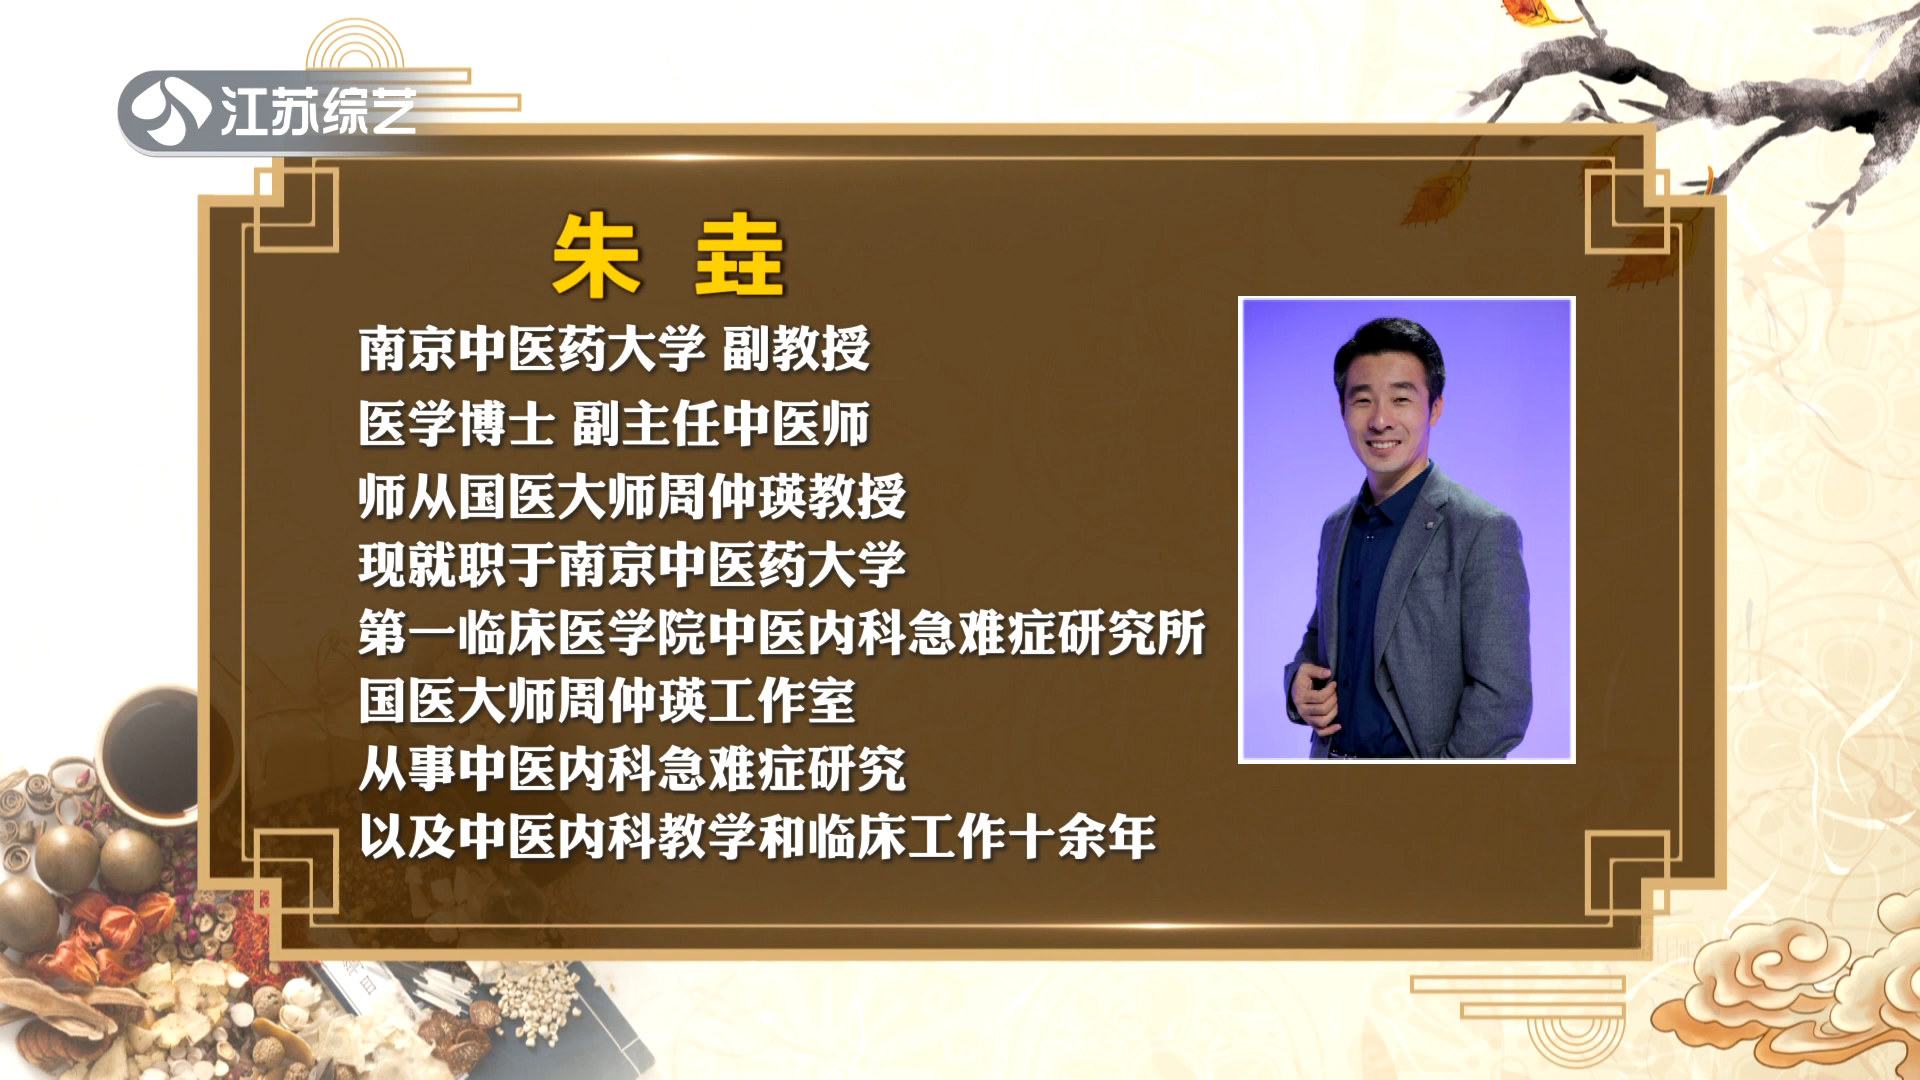 江苏综艺
朱 垚
南京中医药大学 副教授
医学博士 副主任中医师
师从国医大师周仲瑛教授
现就职于南京中医药大学
第一临床医学院中医内科急难症研究所
国医大师周仲瑛工作室
从事中医内科急难症研究
以及中医内科教学和临床工作十余年